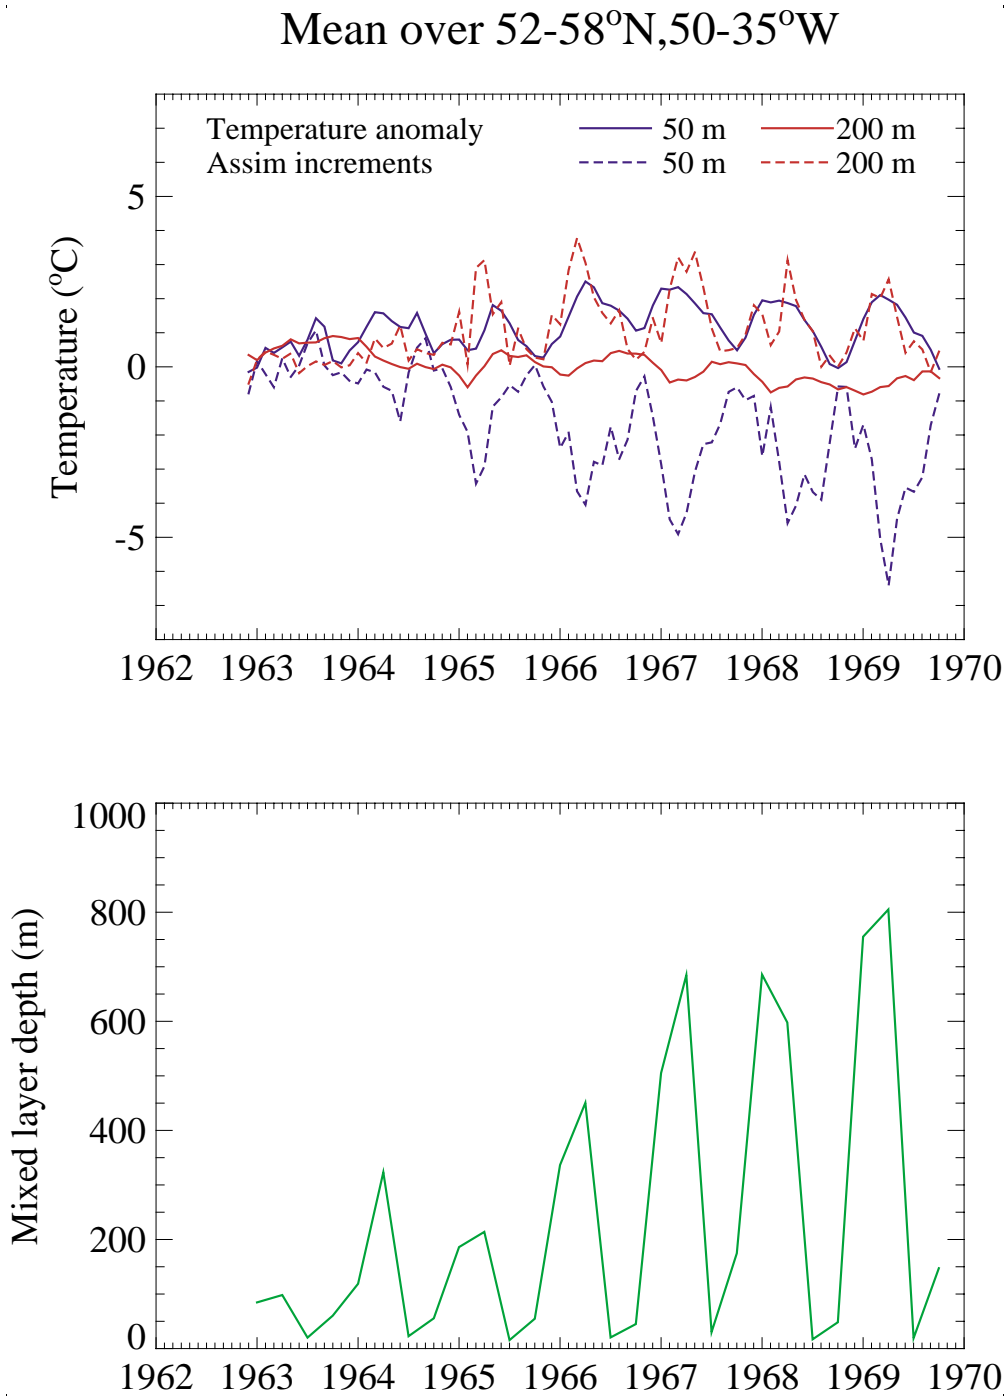 Mean over 52-58°N,50-35°W
Temperature anomaly 50 m 200 m
Assim increments 50 m 200 m
Temperature (°C)
5
0
-5
1962 1963 1964 1965 1966 1967 1968 1969 1970
Mixed layer depth (m)
1000
800
600
400
200
0
1962 1963 1964 1965 1966 1967 1968 1969 1970